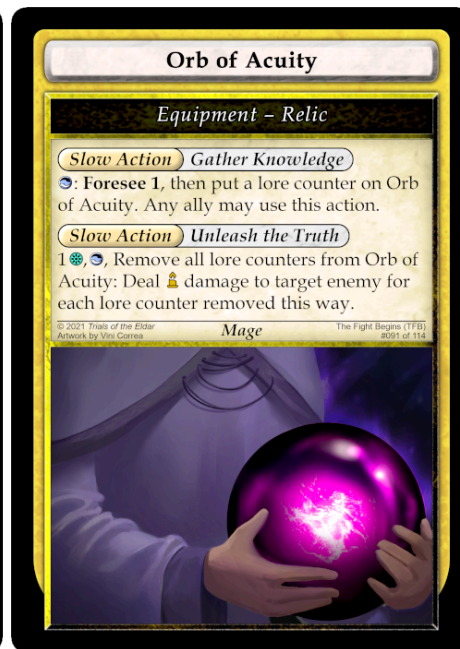 Orb of Acuity
Equipment – Relic
Slow Action Gather Knowledge
: Foresee 1, then put a lore counter on Orb
of Acuity. Any ally may use this action.
Slow Action Unleash the Truth
1 , , Remove all lore counters from Orb of
Acuity: Deal damage to target enemy for
each lore counter removed this way.
© 2021 Trials of the Eldar
Artwork by Vini Correa
Mage
The Fight Begins (TFB)
#091 of 114